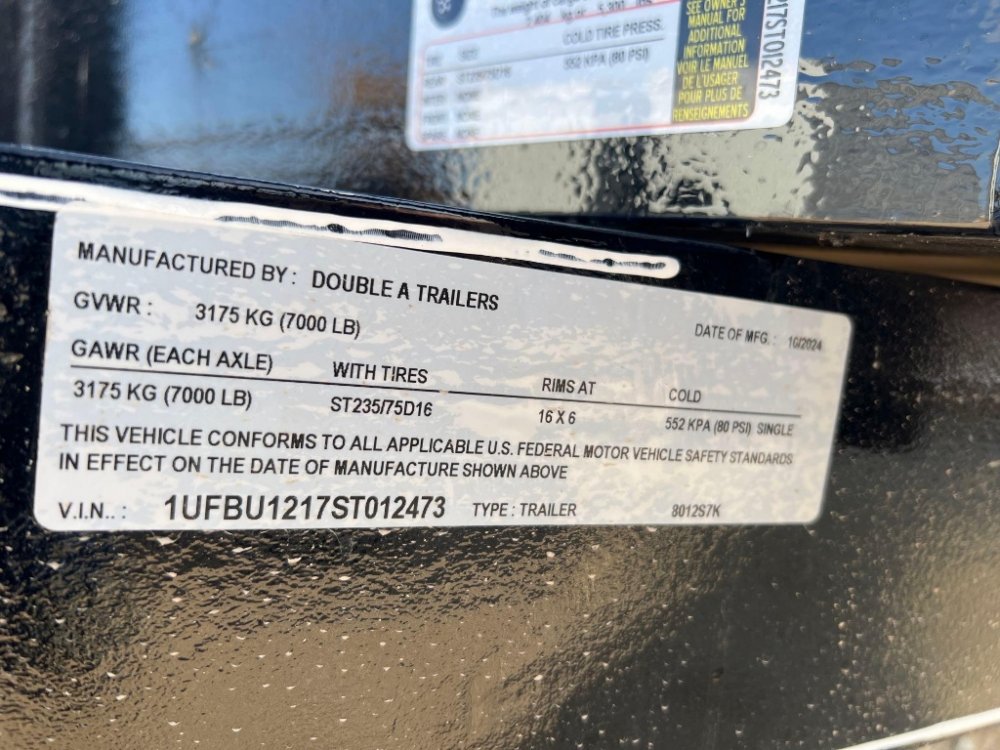 COLD TIRE PRESS.
552 KPA (80 PSI)
SEE OWNER'S
MANUAL FOR
ADDITIONAL
INFORMATION
VOIR LE MANUEL
DE L'USAGER
POUR PLUS DE
RENSEIGNEMENTS
217ST012473
MANUFACTURED BY : DOUBLE A TRAILERS
GVWR : 3175 KG (7000 LB)
DATE OF MFG. : 10/2024
GAWR (EACH AXLE) WITH TIRES RIMS AT COLD
3175 KG (7000 LB) ST235/75D16 16 X 6 552 KPA (80 PSI) SINGLE
THIS VEHICLE CONFORMS TO ALL APPLICABLE U.S. FEDERAL MOTOR VEHICLE SAFETY STANDARDS
IN EFFECT ON THE DATE OF MANUFACTURE SHOWN ABOVE
V.I.N.. : 1UFBU1217ST012473 TYPE : TRAILER 8012S7K